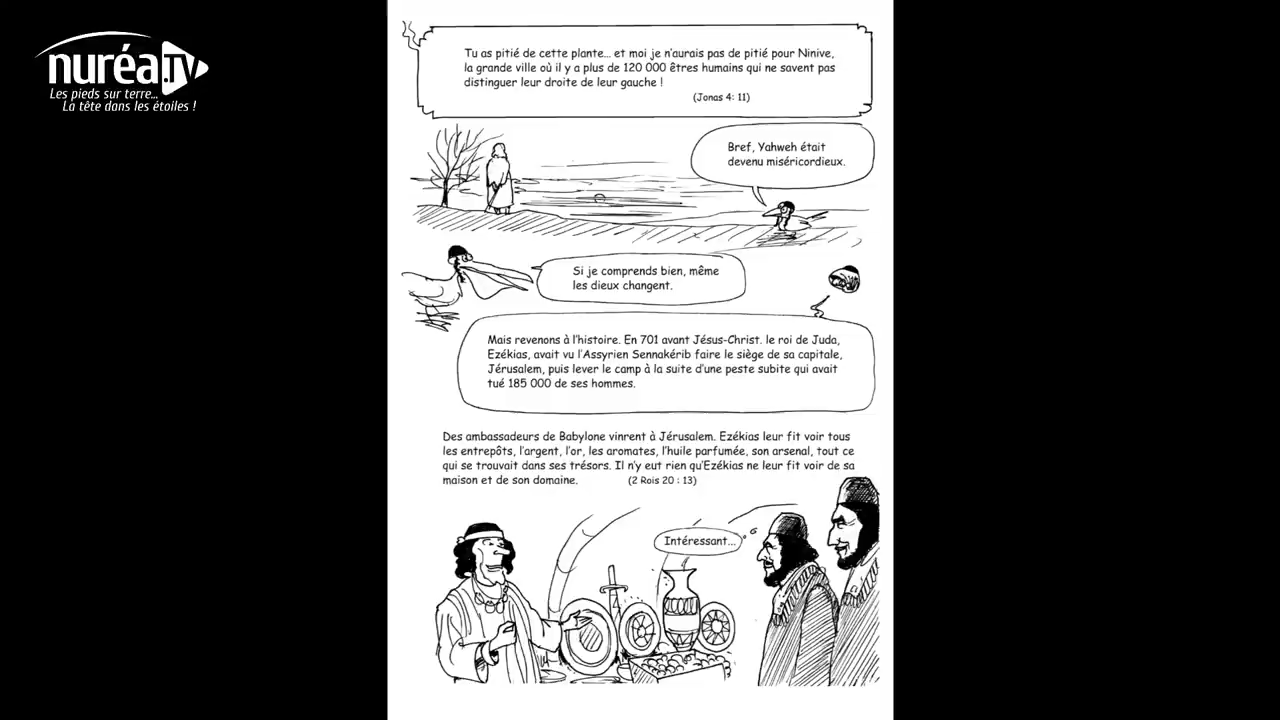 nuréa.TV
Les pieds sur terre...
La tête dans les étoiles !
Tu as pitié de cette plante... et moi je n'aurais pas de pitié pour Ninive,
la grande ville où il y a plus de 120 000 êtres humains qui ne savent pas
distinguer leur droite de leur gauche !
(Jonas 4: 11)
Bref, Yahweh était
devenu miséricordieux.
Si je comprends bien, même
les dieux changent.
Mais revenons à l'histoire. En 701 avant Jésus-Christ. le roi de Juda,
Ezékias, avait vu l'Assyrien Sennakérib faire le siège de sa capitale,
Jérusalem, puis lever le camp à la suite d'une peste subite qui avait
tué 185 000 de ses hommes.
Des ambassadeurs de Babylone vinrent à Jérusalem. Ezékias leur fit voir tous
les entrepôts, l'argent, l'or, les aromates, l'huile parfumée, son arsenal, tout ce
qui se trouvait dans ses trésors. Il n'y eut rien qu'Ezékias ne leur fit voir de sa
maison et de son domaine. (2 Rois 20 : 13)
Intéressant...